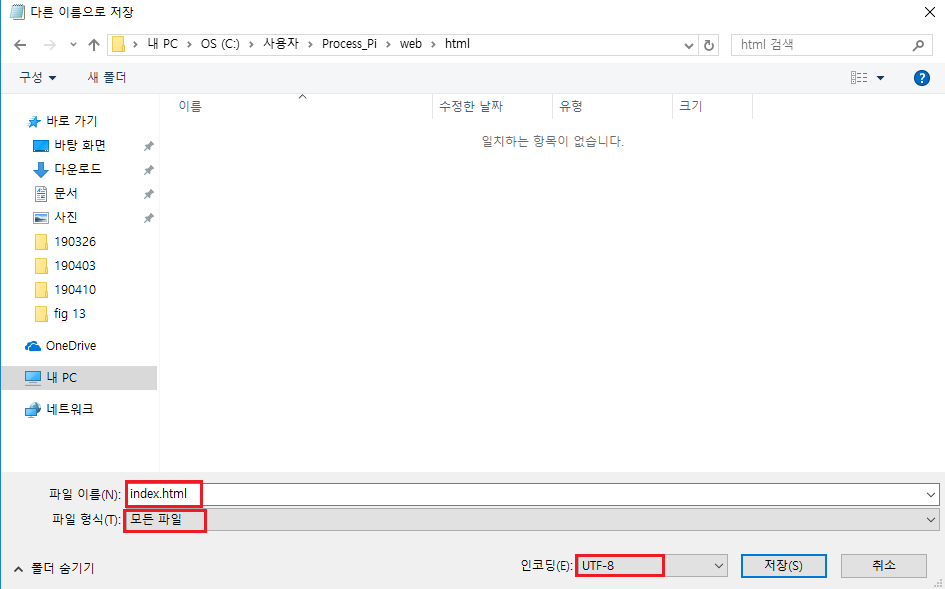 다른 이름으로 저장
내 PC > OS (C:) > 사용자 > Process_Pi > web > html
html 검색
구성
새 폴더
이름
수정한 날짜
유형
크기
일치하는 항목이 없습니다.
바로 가기
바탕 화면
다운로드
문서
사진
190326
190403
190410
fig 13
OneDrive
내 PC
네트워크
파일 이름(N): index.html
파일 형식(T): 모든 파일
폴더 숨기기
인코딩(E): UTF-8
저장(S)
취소